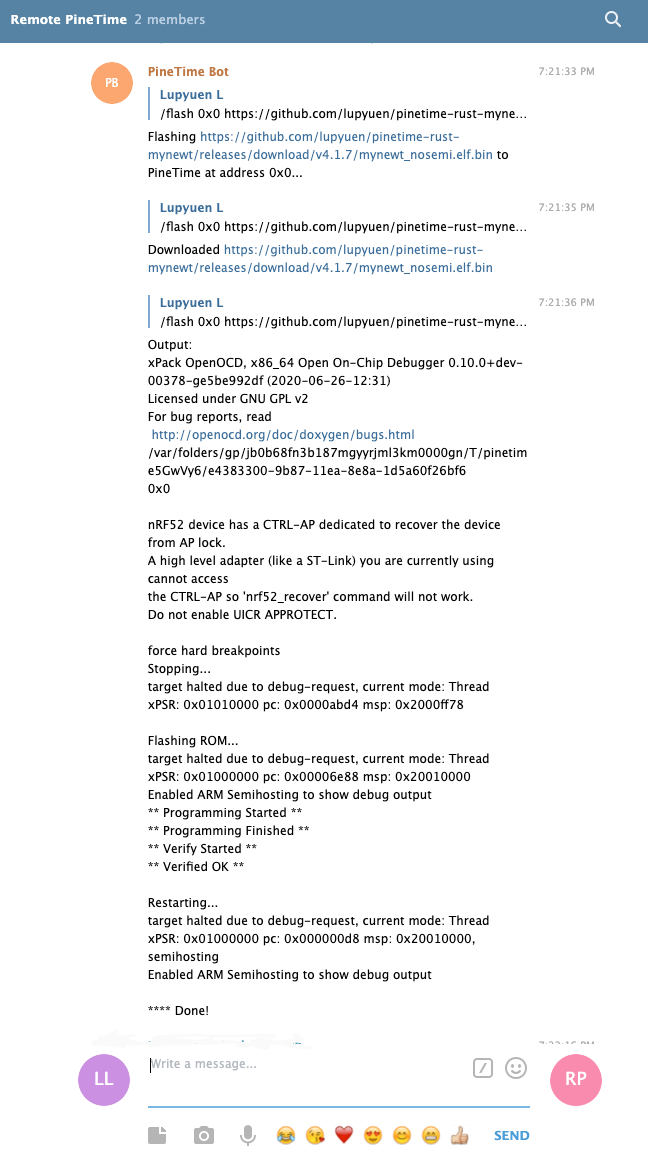 Remote PineTime 2 members
PB
PineTime Bot 7:21:33 PM
Lupyuen L
/flash 0x0 https://github.com/lupyuen/pinetime-rust-myne...
Flashing https://github.com/lupyuen/pinetime-rust-
mynewt/releases/download/v4.1.7/mynewt_nosemi.elf.bin to
PineTime at address 0x0...
Lupyuen L 7:21:35 PM
/flash 0x0 https://github.com/lupyuen/pinetime-rust-myne...
Downloaded https://github.com/lupyuen/pinetime-rust-
mynewt/releases/download/v4.1.7/mynewt_nosemi.elf.bin
Lupyuen L 7:21:36 PM
/flash 0x0 https://github.com/lupyuen/pinetime-rust-myne...
Output:
xPack OpenOCD, x86_64 Open On-Chip Debugger 0.10.0+dev-
00378-ge5be992df (2020-06-26-12:31)
Licensed under GNU GPL v2
For bug reports, read
http://openocd.org/doc/doxygen/bugs.html
/var/folders/gp/jb0b68fn3b187mgyyrjml3km0000gn/T/pinetim
e5GwVy6/e4383300-9b87-11ea-8e8a-1d5a60f26bf6
0x0
nRF52 device has a CTRL-AP dedicated to recover the device
from AP lock.
A high level adapter (like a ST-Link) you are currently using
cannot access
the CTRL-AP so 'nrf52_recover' command will not work.
Do not enable UICR APPROTECT.
force hard breakpoints
Stopping...
target halted due to debug-request, current mode: Thread
xPSR: 0x01010000 pc: 0x0000abd4 msp: 0x2000ff78
Flashing ROM...
target halted due to debug-request, current mode: Thread
xPSR: 0x01000000 pc: 0x00006e88 msp: 0x20010000
Enabled ARM Semihosting to show debug output
** Programming Started **
** Programming Finished **
** Verify Started **
** Verified OK **
Restarting...
target halted due to debug-request, current mode: Thread
xPSR: 0x01000000 pc: 0x000000d8 msp: 0x20010000,
semihosting
Enabled ARM Semihosting to show debug output
**** Done!
LL
Write a message...
RP
SEND